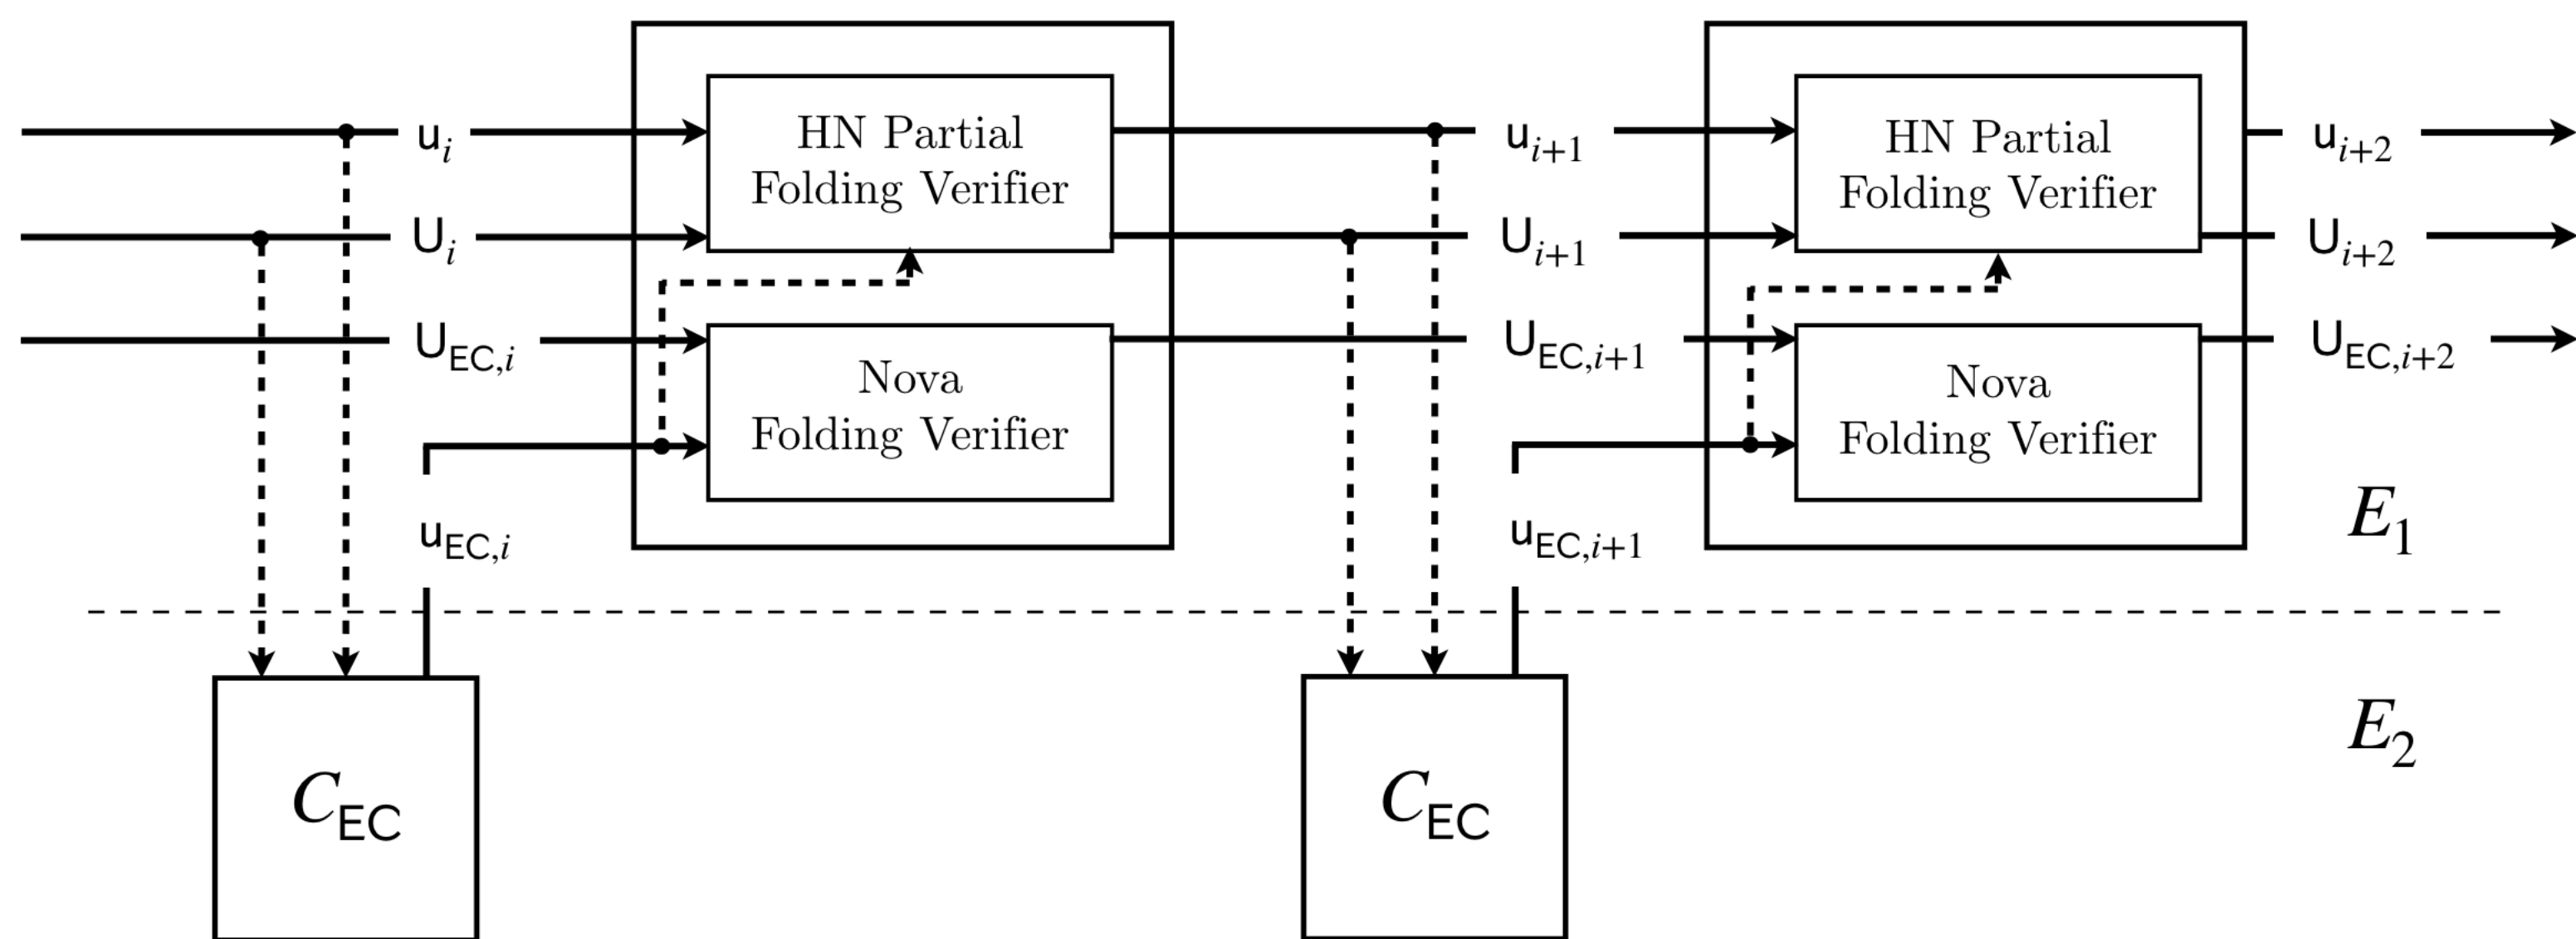 u_i
HN Partial
Folding Verifier
u_{i+1}
HN Partial
Folding Verifier
u_{i+2}
U_i
U_{i+1}
U_{i+2}
U_{EC,i}
Nova
Folding Verifier
U_{EC,i+1}
Nova
Folding Verifier
U_{EC,i+2}
u_{EC,i}
u_{EC,i+1}
E_1
E_2
C_{EC}
C_{EC}